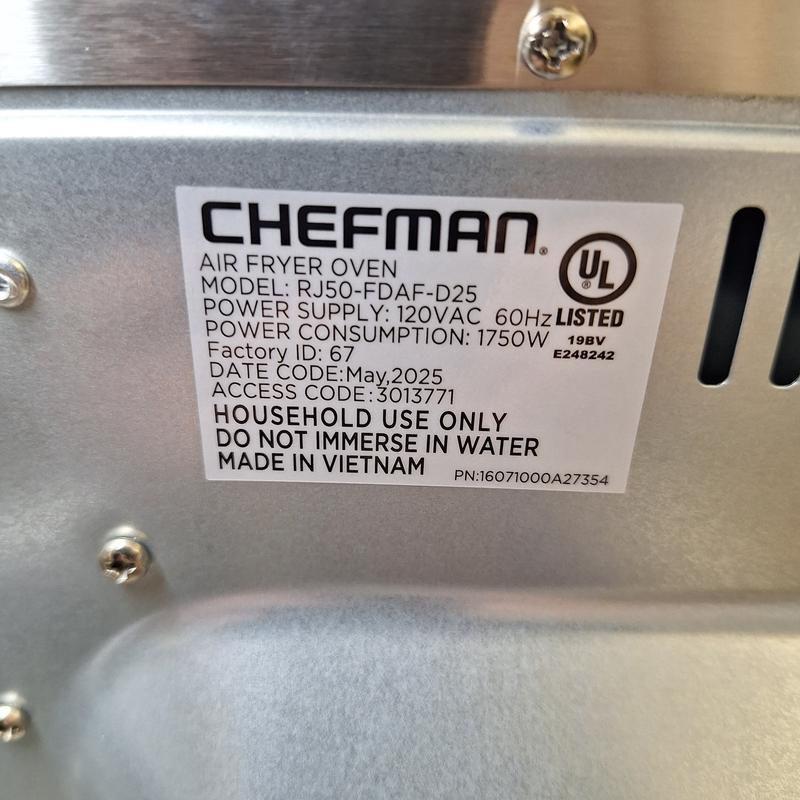 CHEFMAN®
AIR FRYER OVEN
MODEL: RJ50-FDAF-D25
POWER SUPPLY: 120VAC 60Hz
POWER CONSUMPTION: 1750W
Factory ID: 67
DATE CODE:May,2025
ACCESS CODE:3013771
HOUSEHOLD USE ONLY
DO NOT IMMERSE IN WATER
MADE IN VIETNAM
UL®
LISTED
19BV
E248242
PN:16071000A27354